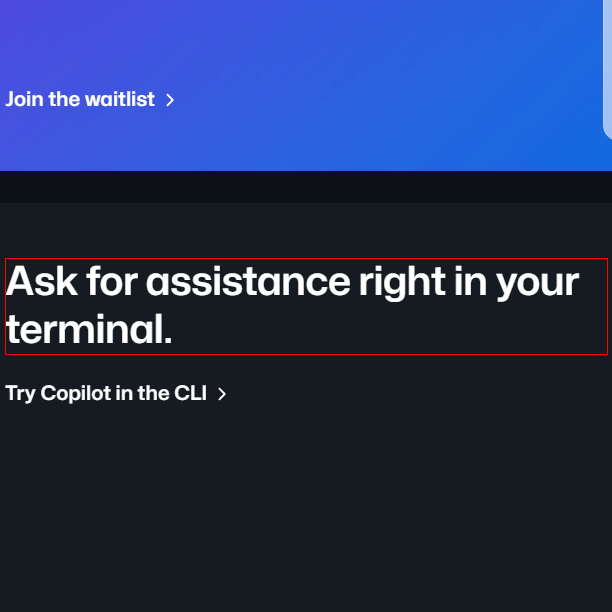 Join the waitlist
Ask for assistance right in your
terminal.
Try Copilot in the CLI